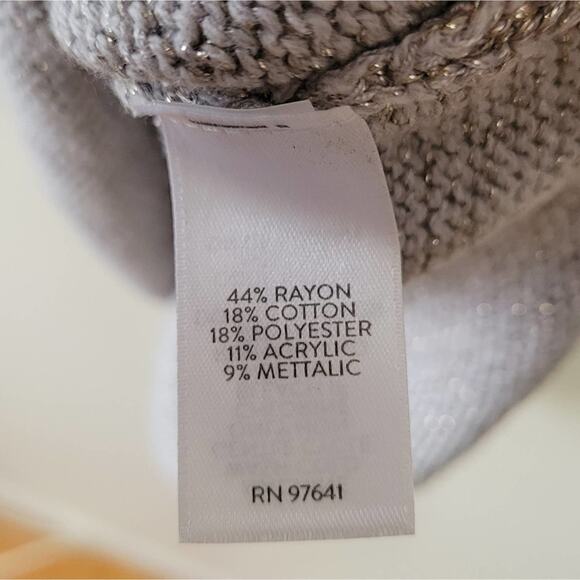 44% RAYON
18% COTTON
18% POLYESTER
11% ACRYLIC
9% METTALIC
RN 97641